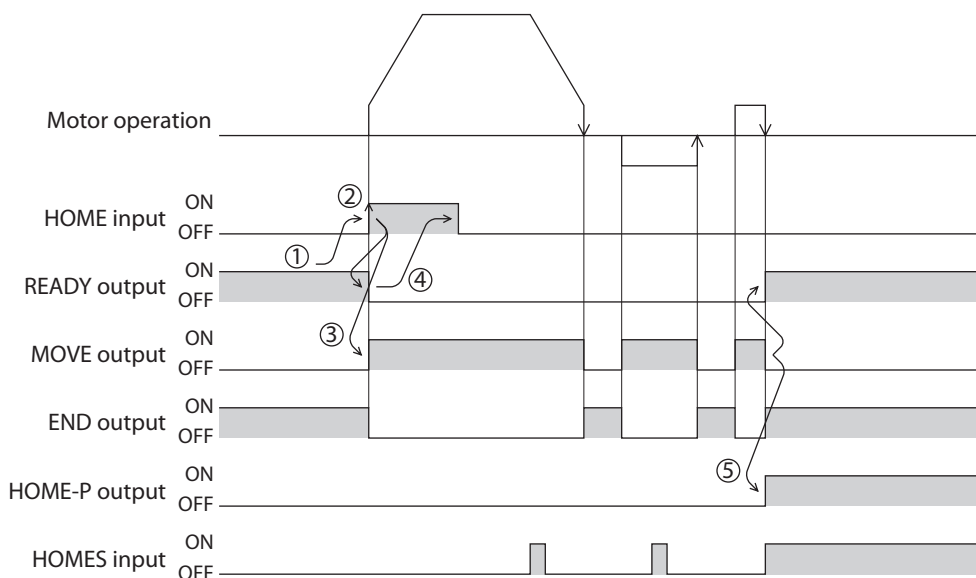 Motor operation
HOME input ON OFF
① ② ③ ④ ⑤
READY output ON OFF
MOVE output ON OFF
END output ON OFF
HOME-P output ON OFF
HOMES input ON OFF